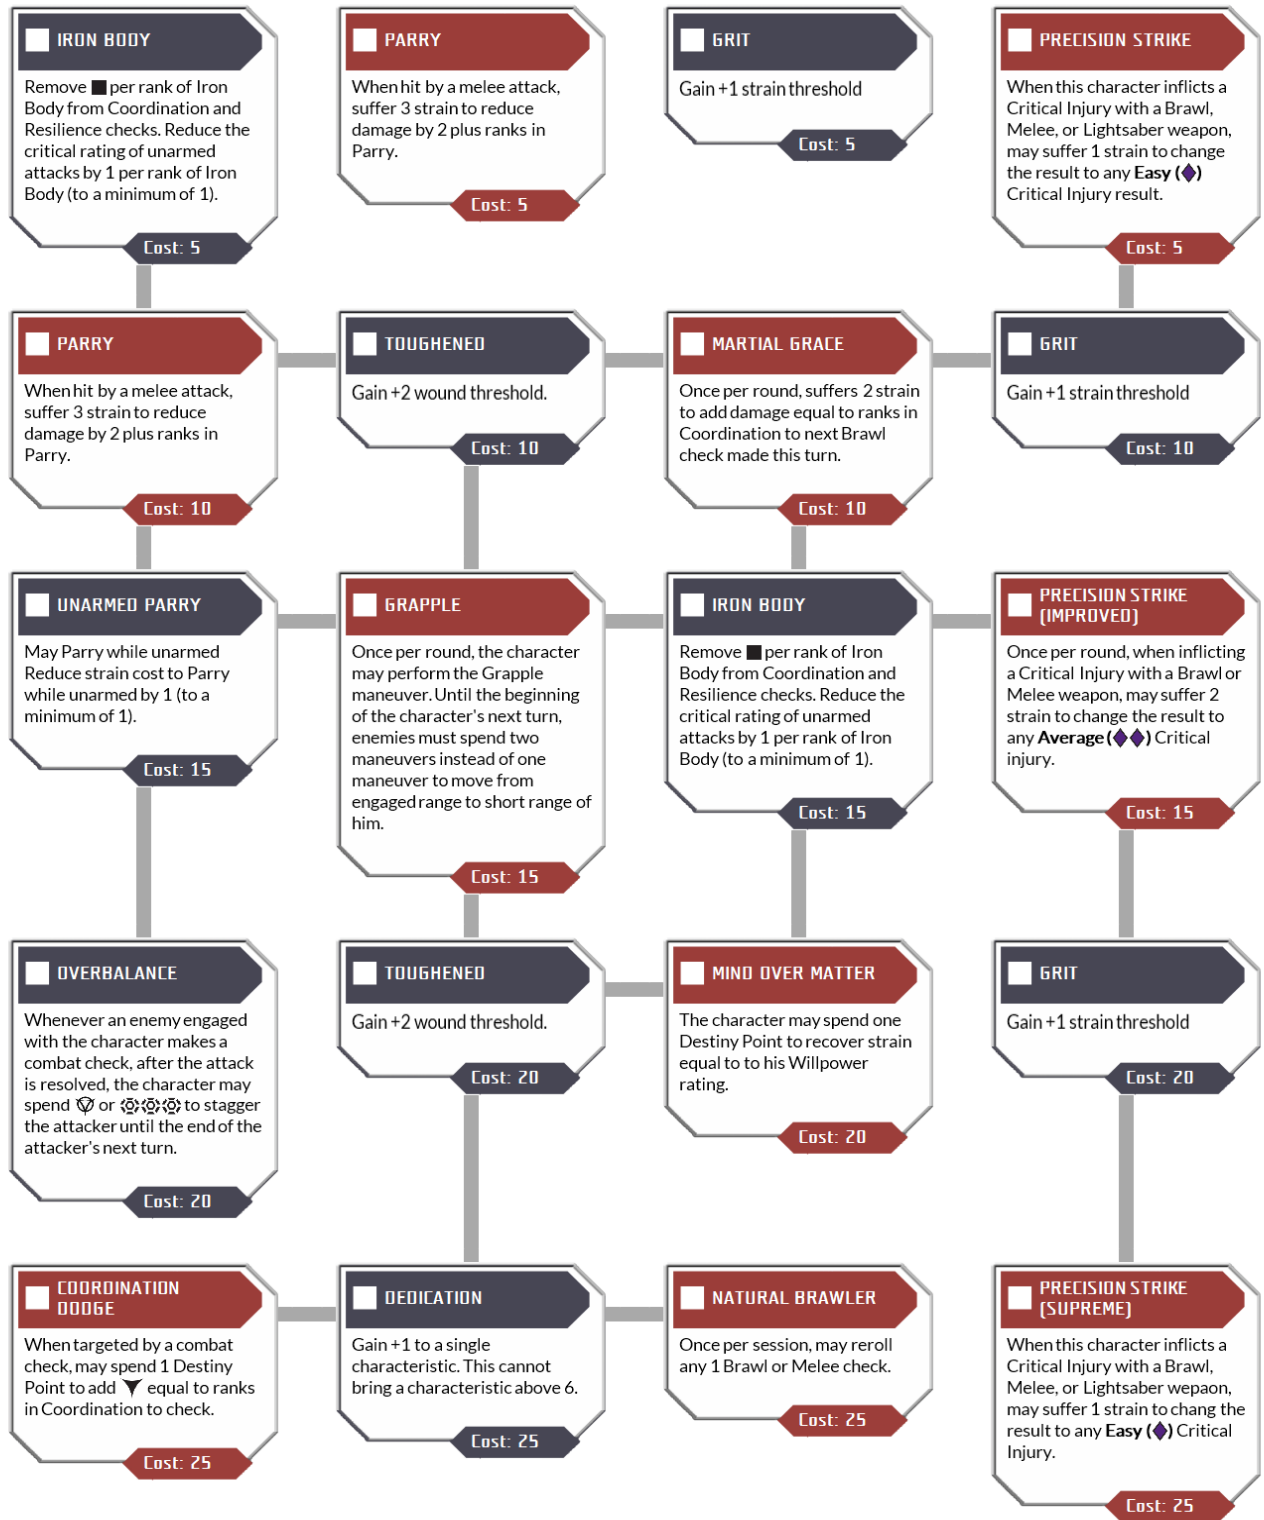 IRON BODY
Remove per rank of Iron
Body from Coordination and
Resilience checks. Reduce the
critical rating of unarmed
attacks by 1 per rank of Iron
Body (to a minimum of 1).
Cost: 5
PARRY
When hit by a melee attack,
suffer 3 strain to reduce
damage by 2 plus ranks in
Parry.
Cost: 5
GRIT
Gain +1 strain threshold
Cost: 5
PRECISION STRIKE
When this character inflicts a
Critical Injury with a Brawl,
Melee, or Lightsaber weapon,
may suffer 1 strain to change
the result to any Easy (◆)
Critical Injury result.
Cost: 5
PARRY
When hit by a melee attack,
suffer 3 strain to reduce
damage by 2 plus ranks in
Parry.
Cost: 10
TOUGHENED
Gain +2 wound threshold.
Cost: 10
MARTIAL GRACE
Once per round, suffers 2 strain
to add damage equal to ranks in
Coordination to next Brawl
check made this turn.
Cost: 10
GRIT
Gain +1 strain threshold
Cost: 10
UNARMED PARRY
May Parry while unarmed
Reduce strain cost to Parry
while unarmed by 1 (to a
minimum of 1).
Cost: 15
GRAPPLE
Once per round, the character
may perform the Grapple
maneuver. Until the beginning
of the character's next turn,
enemies must spend two
maneuvers instead of one
maneuver to move from
engaged range to short range of
him.
Cost: 15
IRON BODY
Remove per rank of Iron
Body from Coordination and
Resilience checks. Reduce the
critical rating of unarmed
attacks by 1 per rank of Iron
Body (to a minimum of 1).
Cost: 15
PRECISION STRIKE
(IMPROVED)
Once per round, when inflicting
a Critical Injury with a Brawl or
Melee weapon, may suffer 2
strain to change the result to
any Average (◆◆) Critical
injury.
Cost: 15
OVERBALANCE
Whenever an enemy engaged
with the character makes a
combat check, after the attack
is resolved, the character may
spend or to stagger
the attacker until the end of the
attacker's next turn.
Cost: 20
TOUGHENED
Gain +2 wound threshold.
Cost: 20
MIND OVER MATTER
The character may spend one
Destiny Point to recover strain
equal to to his Willpower
rating.
Cost: 20
GRIT
Gain +1 strain threshold
Cost: 20
COORDINATION
DODGE
When targeted by a combat
check, may spend 1 Destiny
Point to add equal to ranks
in Coordination to check.
Cost: 25
DEDICATION
Gain +1 to a single
characteristic. This cannot
bring a characteristic above 6.
Cost: 25
NATURAL BRAWLER
Once per session, may reroll
any 1 Brawl or Melee check.
Cost: 25
PRECISION STRIKE
(SUPREME)
When this character inflicts a
Critical Injury with a Brawl,
Melee, or Lightsaber wepaon,
may suffer 1 strain to chang the
result to any Easy (◆) Critical
Injury.
Cost: 25